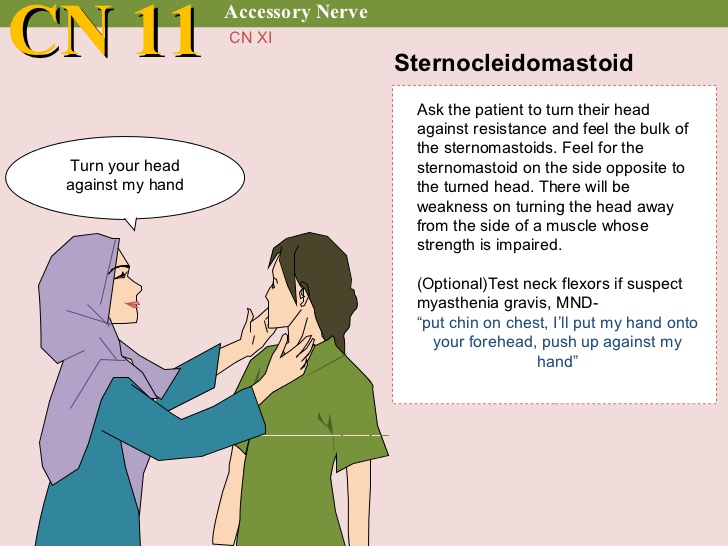 CN 11
Accessory Nerve
CN XI
Sternocleidomastoid
Ask the patient to turn their head
against resistance and feel the bulk of
the sternomastoids. Feel for the
sternomastoid on the side opposite to
the turned head. There will be
weakness on turning the head away
from the side of a muscle whose
strength is impaired.
(Optional)Test neck flexors if suspect
myasthenia gravis, MND-
“put chin on chest, I’ll put my hand onto
your forehead, push up against my
hand”
Turn your head
against my hand